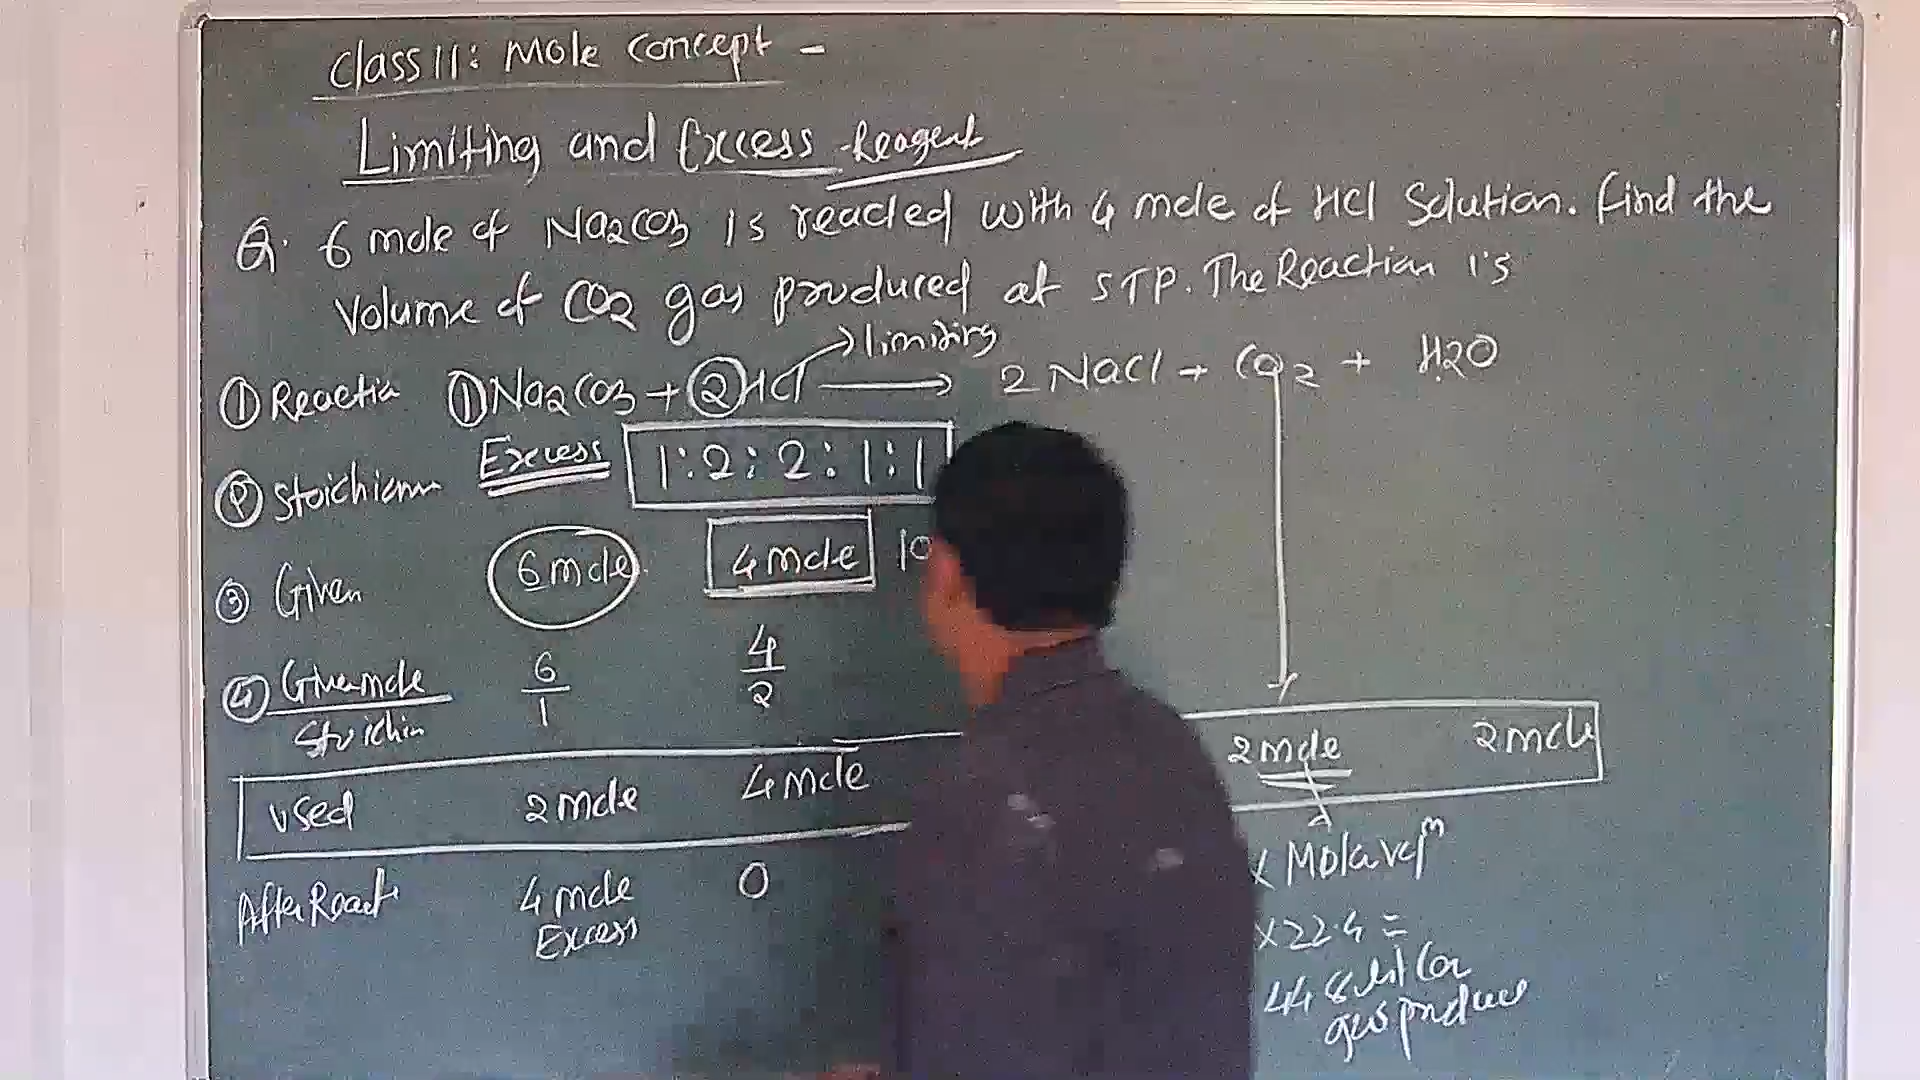 Class 11: Mole Concept -
Limiting and Excess Reagent
Q. 6 mole of Na2CO3 is reacted with 4 mole of HCl Solution. Find the
Volume of CO2 gas produced at STP. The Reaction is
→ limiting
① Reactio ① Na2CO3 + ② HCl → 2 NaCl + CO2 + H2O
② Stoichiom Excess 1:2:2:1:1
③ Given 6 mole 4 mole 10
④ Given mole / Stoichio 6/1 4/2
Used 2 mole 4 mole 2 mole 2 mole
After React 4 mole 0
Excess
× Molar vol^m
× 22.4 =
44.8 lit CO2
gas produce